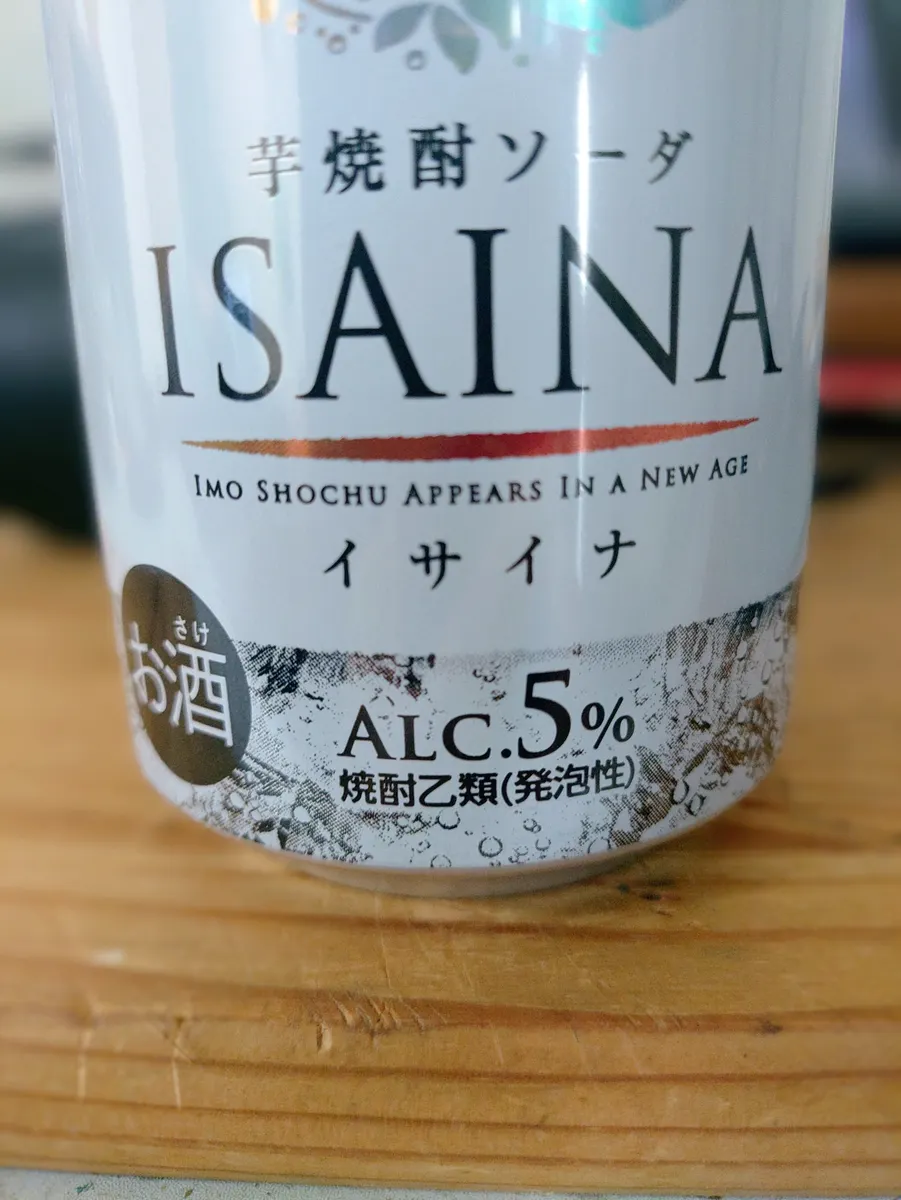 芋焼酎ソーダ
ISAINA
IMO SHOCHU APPEARS IN A NEW AGE
イサイナ
さけ
お酒
ALC.5%
焼酎乙類(発泡性)